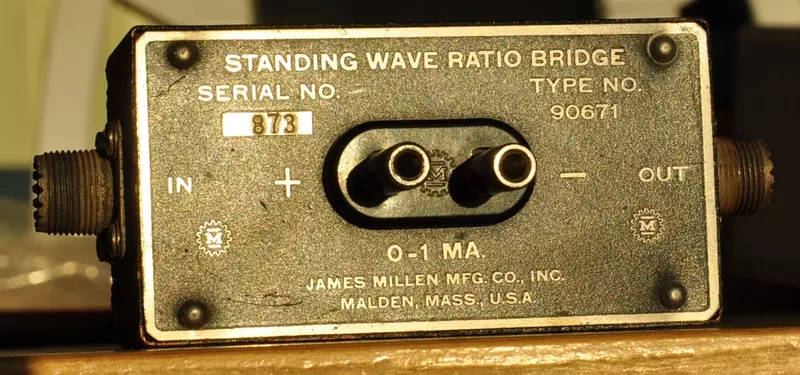 STANDING WAVE RATIO BRIDGE
SERIAL NO. TYPE NO.
873 90671
IN + M − OUT
M M
0-1 MA.
JAMES MILLEN MFG. CO., INC.
MALDEN, MASS., U.S.A.